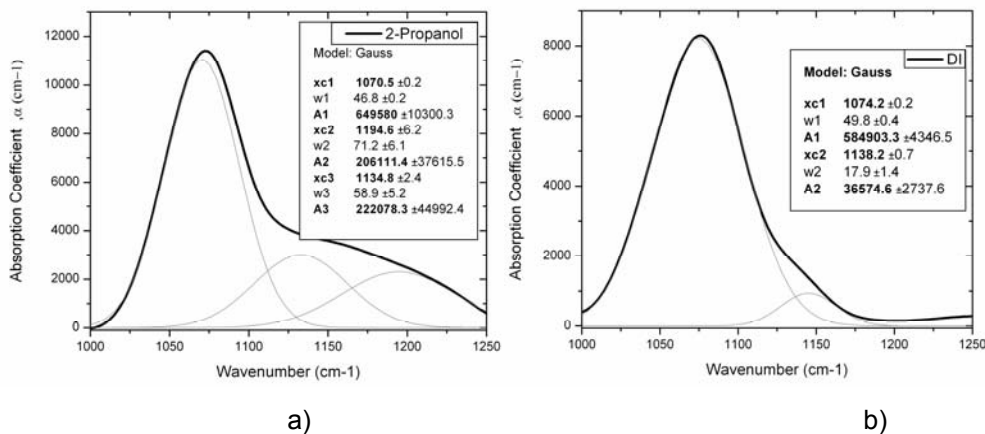 2-Propanol
Model: Gauss
xc1 1070.5 ±0.2
w1 46.8 ±0.2
A1 649580 ±10300.3
xc2 1194.6 ±6.2
w2 71.2 ±6.1
A2 206111.4 ±37615.5
xc3 1134.8 ±2.4
w3 58.9 ±5.2
A3 222078.3 ±44992.4
Absorption Coefficient ,α (cm−1)
12000
10000
8000
6000
4000
2000
0
1000 1050 1100 1150 1200 1250
Wavenumber (cm-1)
a)
DI
Model: Gauss
xc1 1074.2 ±0.2
w1 49.8 ±0.4
A1 584903.3 ±4346.5
xc2 1138.2 ±0.7
w2 17.9 ±1.4
A2 36574.6 ±2737.6
Absorption Coefficient ,α (cm−1)
8000
6000
4000
2000
0
1000 1050 1100 1150 1200 1250
Wavenumber (cm-1)
b)